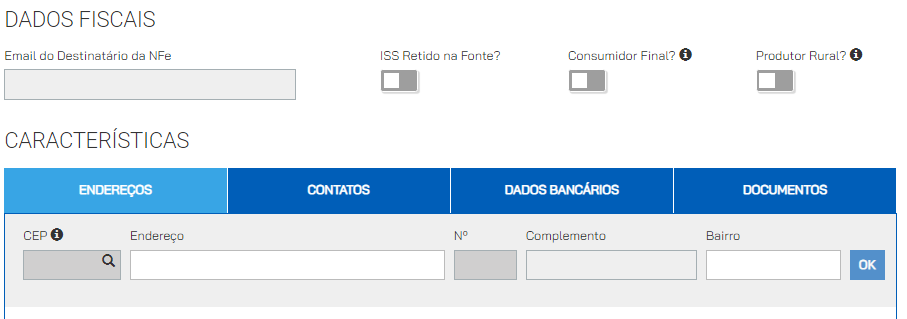 DADOS FISCAIS
Email do Destinatário da NFe ISS Retido na Fonte? Consumidor Final? Produtor Rural?
CARACTERÍSTICAS
ENDEREÇOS CONTATOS DADOS BANCÁRIOS DOCUMENTOS
CEP Endereço Nº Complemento Bairro
OK